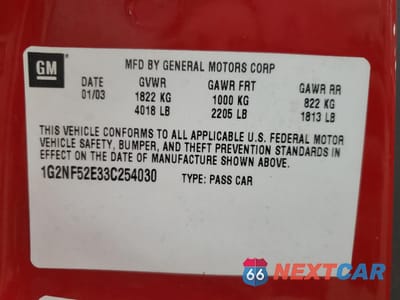 GM
MFD BY GENERAL MOTORS CORP
DATE GVWR GAWR FRT GAWR RR
01/03 1822 KG 1000 KG 822 KG
4018 LB 2205 LB 1813 LB
THIS VEHICLE CONFORMS TO ALL APPLICABLE U.S. FEDERAL MOTOR
VEHICLE SAFETY, BUMPER, AND THEFT PREVENTION STANDARDS IN
EFFECT ON THE DATE OF MANUFACTURE SHOWN ABOVE.
1G2NF52E33C254030 TYPE: PASS CAR
66 NEXTCAR